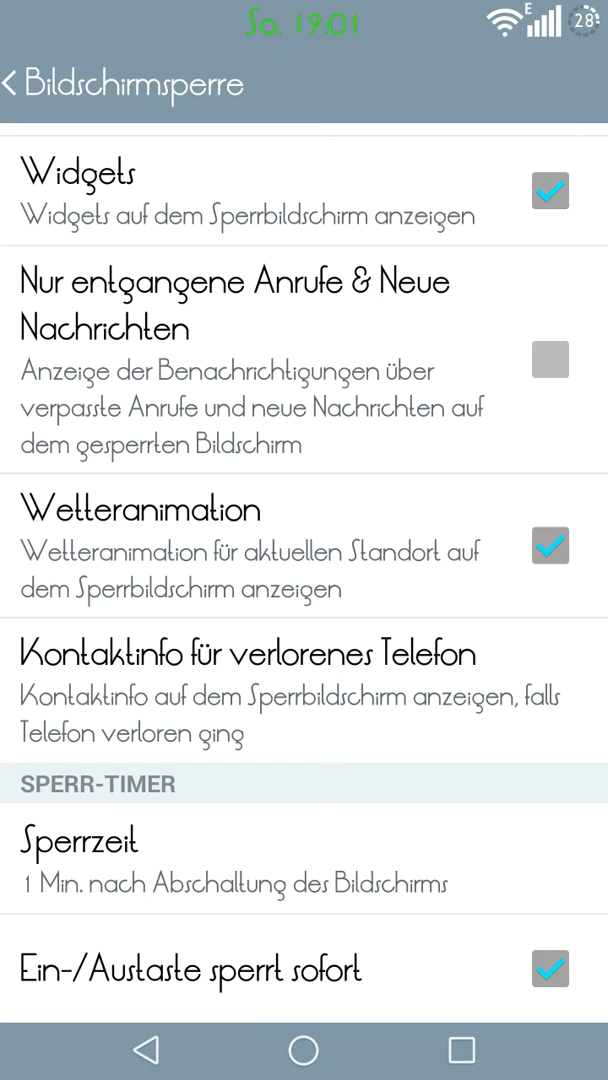 So. 19:01
E
28
Bildschirmsperre
Widgets
Widgets auf dem Sperrbildschirm anzeigen
Nur entgangene Anrufe & Neue
Nachrichten
Anzeige der Benachrichtigungen über
verpasste Anrufe und neue Nachrichten auf
dem gesperrten Bildschirm
Wetteranimation
Wetteranimation für aktuellen Standort auf
dem Sperrbildschirm anzeigen
Kontaktinfo für verlorenes Telefon
Kontaktinfo auf dem Sperrbildschirm anzeigen, falls
Telefon verloren ging
SPERR-TIMER
Sperrzeit
1 Min. nach Abschaltung des Bildschirms
Ein-/Austaste sperrt sofort